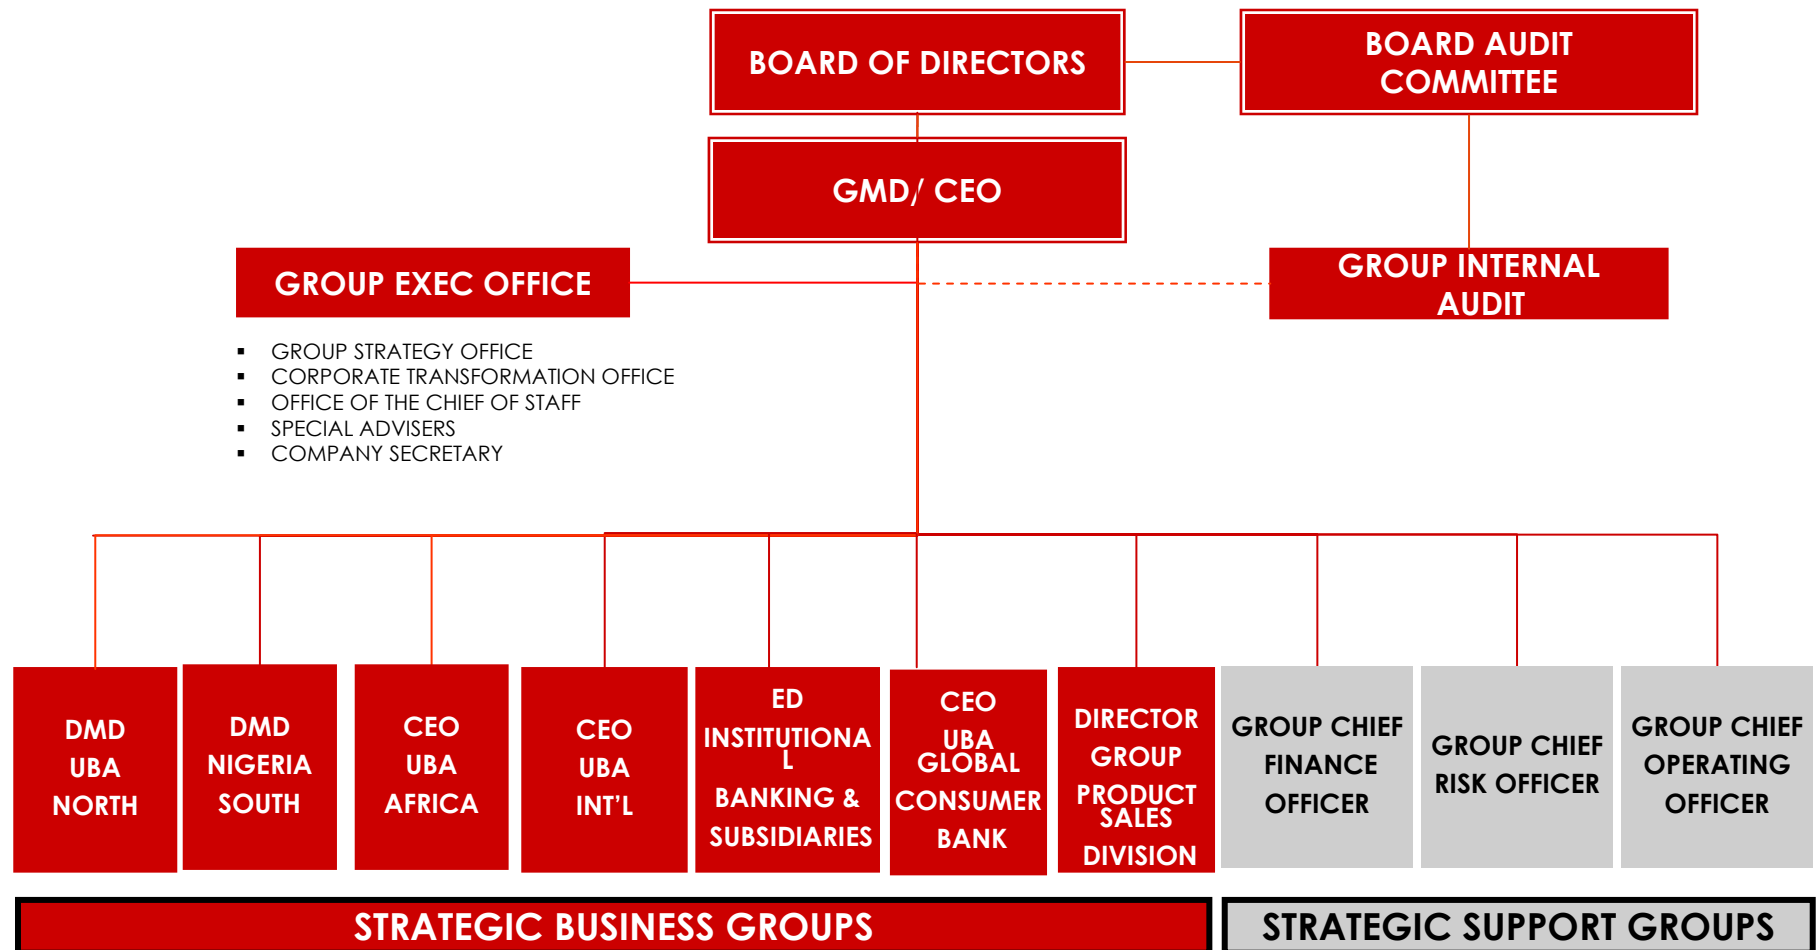 BOARD OF DIRECTORS
BOARD AUDIT
COMMITTEE
GMD/ CEO
GROUP EXEC OFFICE
GROUP INTERNAL
AUDIT
▪ GROUP STRATEGY OFFICE
▪ CORPORATE TRANSFORMATION OFFICE
▪ OFFICE OF THE CHIEF OF STAFF
▪ SPECIAL ADVISERS
▪ COMPANY SECRETARY
DMD
UBA
NORTH
DMD
NIGERIA
SOUTH
CEO
UBA
AFRICA
CEO
UBA
INT’L
ED
INSTITUTIONA
L
BANKING &
SUBSIDIARIES
CEO
UBA
GLOBAL
CONSUMER
BANK
DIRECTOR
GROUP
PRODUCT
SALES
DIVISION
GROUP CHIEF
FINANCE
OFFICER
GROUP CHIEF
RISK OFFICER
GROUP CHIEF
OPERATING
OFFICER
STRATEGIC BUSINESS GROUPS
STRATEGIC SUPPORT GROUPS